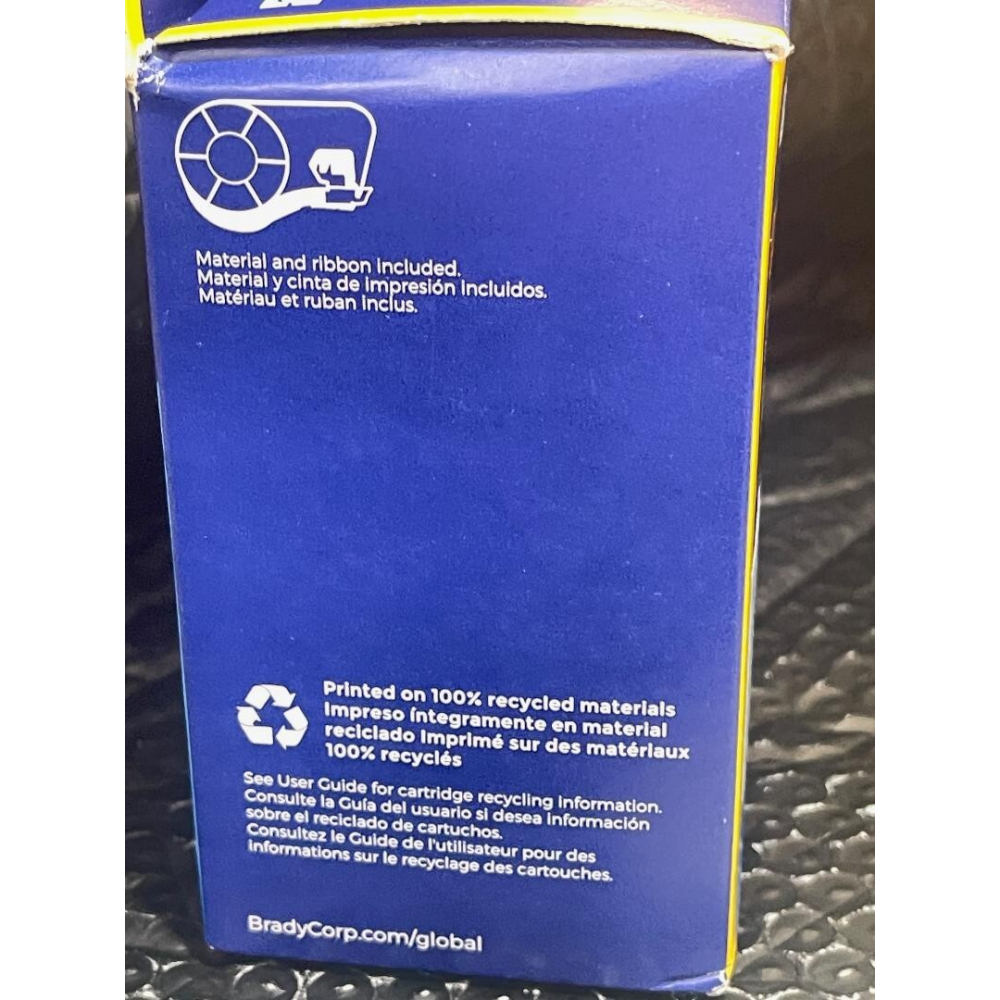 Material and ribbon included.
Material y cinta de impresión incluidos.
Matériau et ruban inclus.
Printed on 100% recycled materials
Impreso íntegramente en material
reciclado Imprimé sur des matériaux
100% recyclés
See User Guide for cartridge recycling information.
Consulte la Guía del usuario si desea información
sobre el reciclado de cartuchos.
Consultez le Guide de l'utilisateur pour des
informations sur le recyclage des cartouches.
BradyCorp.com/global